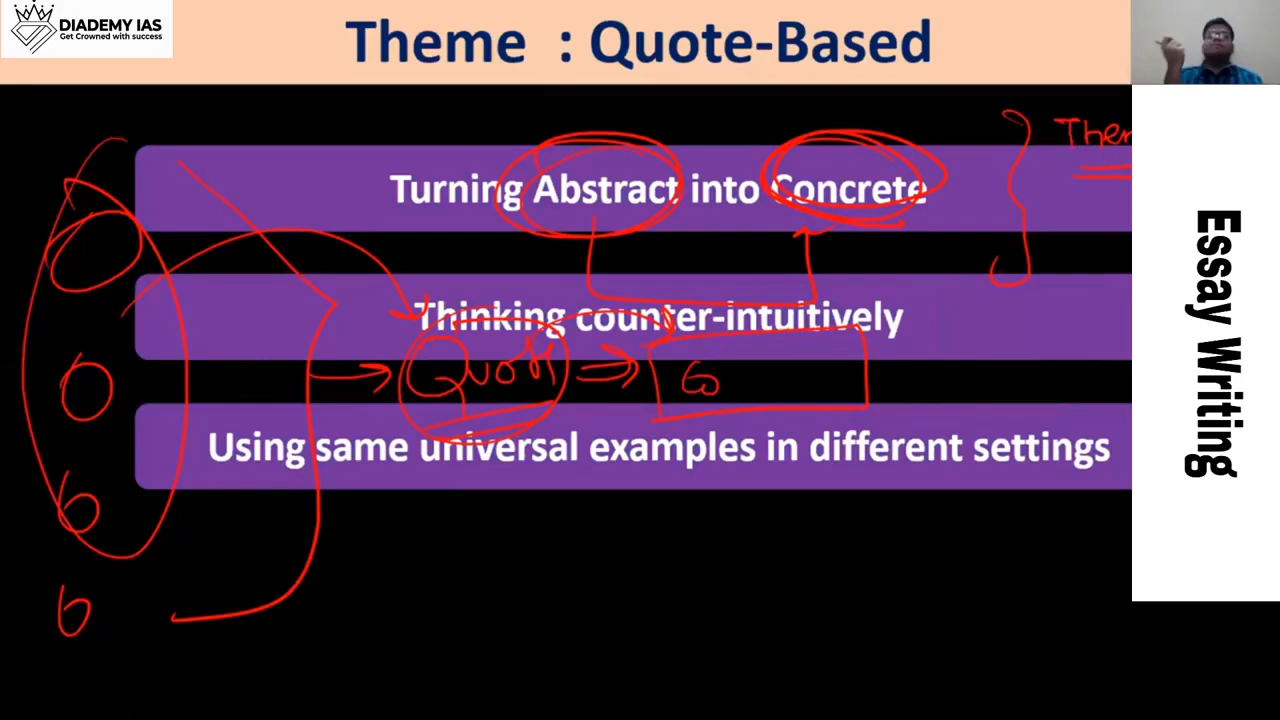 DIADEMY IAS
Get Crowned with success
Theme : Quote-Based
Turning Abstract into Concrete
Thinking counter-intuitively
Using same universal examples in different settings
Essay Writing